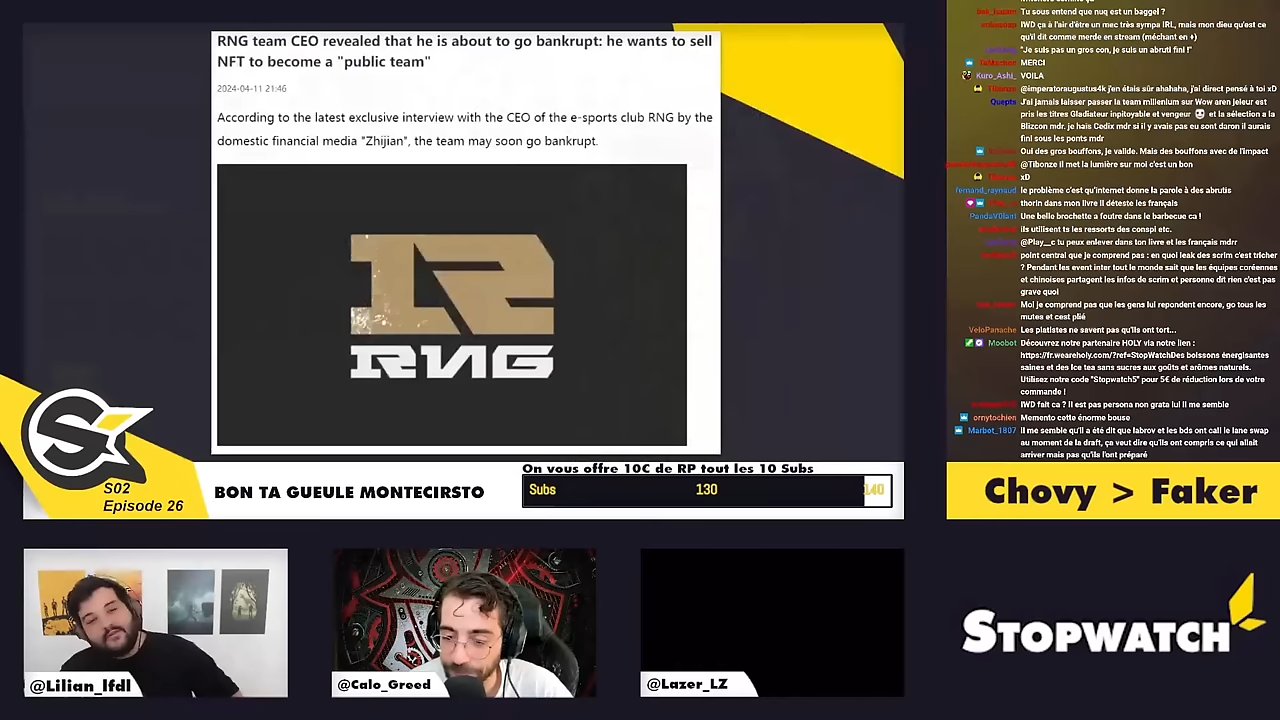 RNG team CEO revealed that he is about to go bankrupt: he wants to sell
NFT to become a "public team"
2024-04-11 21:46
According to the latest exclusive interview with the CEO of the e-sports club RNG by the
domestic financial media "Zhijian", the team may soon go bankrupt.
RNG
S02
Episode 26
BON TA GUEULE MONTECIRSTO
On vous offre 10€ de RP tout les 10 Subs
Subs
130
140
@Lilian_lfdl
@Calo_Greed
@Lazer_LZ
Tu sous entend que nuq est un baggel ?
IWD ça à l'air d'être un mec très sympa IRL, mais mon dieu qu'est ce
qu'il dit comme merde en stream (méchant en +)
"Je suis pas un gros con, je suis un abruti fini !"
MERCI
Kuro_Ashi_ VOILA
@imperatoraugustus4k j'en étais sûr ahahaha, j'ai direct pensé à toi xD
Quepts J'ai jamais laisser passer la team millenium sur Wow aren jeleur est
pris les titres Gladiateur inpitoyable et vengeur et la sélection a la
Blizcon mdr. je hais Cedix mdr si il y avais pas eu sont daron il aurais
fini sous les ponts mdr
Oui des gros bouffons, je valide. Mais des bouffons avec de l'impact
@Tibonze il met la lumière sur moi c'est un bon
xD
fernand_raynaud le problème c'est qu'internet donne la parole à des abrutis
thorin dans mon livre il déteste les français
PandaV0lant Une belle brochette a foutre dans le barbecue ca !
ils utilisent ts les ressorts des conspi etc.
@Play__c tu peux enlever dans ton livre et les français mdrr
point central que je comprend pas : en quoi leak des scrim c'est tricher
? Pendant les event inter tout le monde sait que les équipes coréennes
et chinoises partagent les infos de scrim et personne dit rien c'est pas
grave quoi
Moi je comprend pas que les gens lui repondent encore, go tous les
mutes et cest plié
VeloPanache Les platistes ne savent pas qu'ils ont tort...
Moobot Découvrez notre partenaire HOLY via notre lien :
https://fr.weareholy.com/?ref=StopWatchDes boissons énergisantes
saines et des Ice tea sans sucres aux goûts et arômes naturels.
Utilisez notre code "Stopwatch5" pour 5€ de réduction lors de votre
commande !
IWD fait ca ? Il est pas persona non grata lui il me semble
ornytochien Memento cette énorme bouse
Marbot_1807 Il me semble qu'il a été dit que labrov et les bds ont call le lane swap
au moment de la draft, ça veut dire qu'ils ont compris ce qui allait
arriver mais pas qu'ils l'ont préparé
Chovy > Faker
STOPWATCH